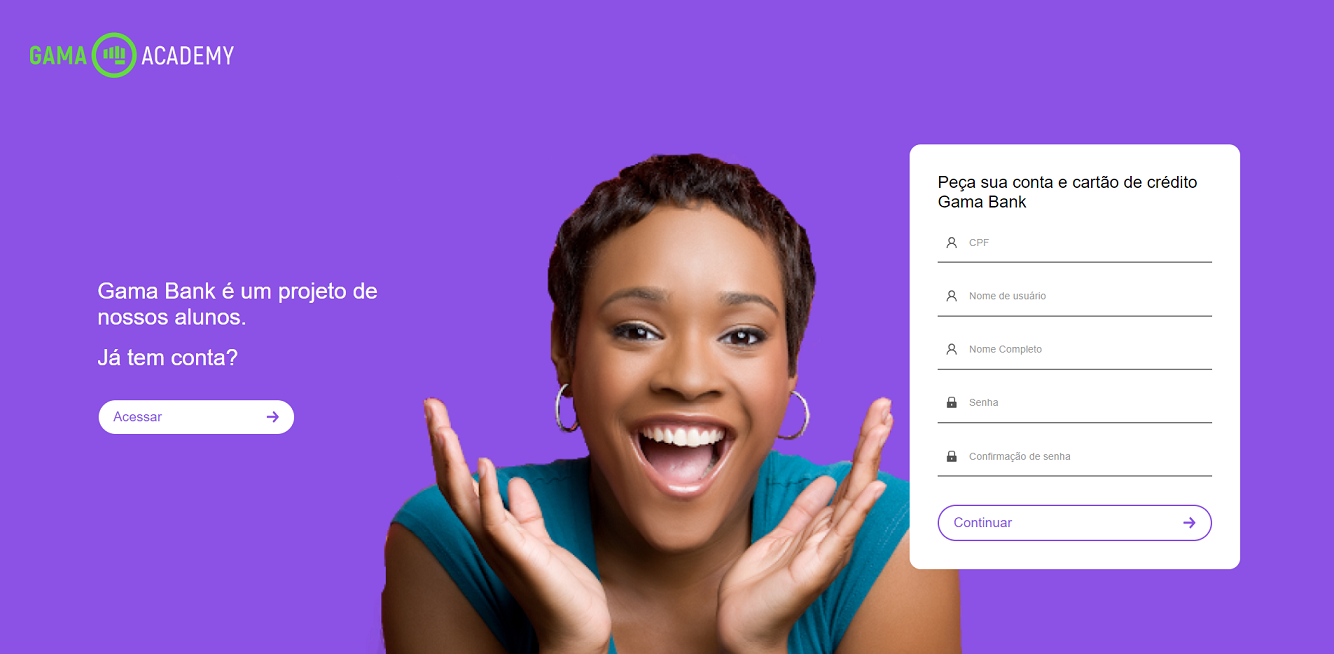 GAMA ACADEMY
Gama Bank é um projeto de
nossos alunos.
Já tem conta?
Acessar
Peça sua conta e cartão de crédito
Gama Bank
CPF
Nome de usuário
Nome Completo
Senha
Confirmação de senha
Continuar